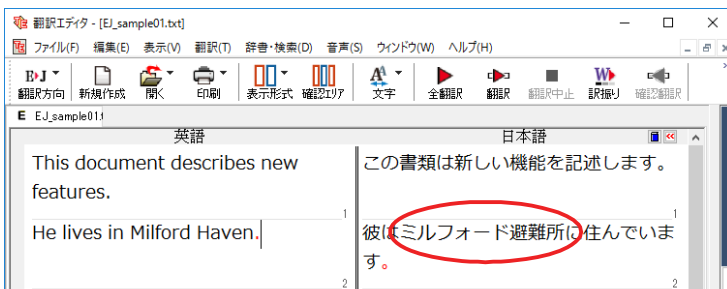 翻訳エディタ - [EJ_sample01.txt]
ファイル(F) 編集(E) 表示(V) 翻訳(T) 辞書・検索(D) 音声(S) ウィンドウ(W) ヘルプ(H)
E▸J
翻訳方向 新規作成 開く 印刷 表示形式 確認エリア 文字 全翻訳 翻訳 翻訳中止 訳振り 確認翻訳
E EJ_sample01.t
英語 日本語
This document describes new
features.
1
この書類は新しい機能を記述します。
1
He lives in Milford Haven.
2
彼はミルフォード避難所に住んでいま
す。
2